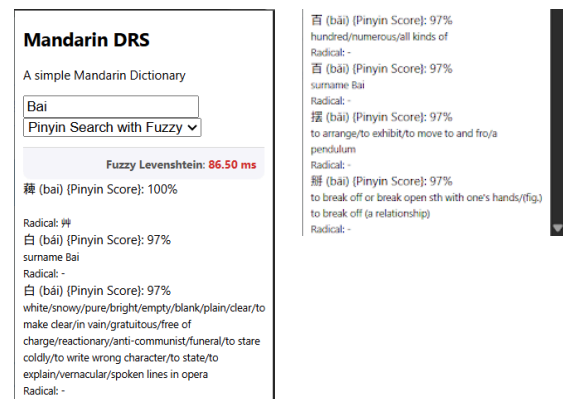 Mandarin DRS
A simple Mandarin Dictionary
Bai
Pinyin Search with Fuzzy
Fuzzy Levenshtein: 86.50 ms
薭 (bai) {Pinyin Score}: 100%
Radical: 艸
白 (bái) {Pinyin Score}: 97%
surname Bai
Radical: -
白 (bái) {Pinyin Score}: 97%
white/snowy/pure/bright/empty/blank/plain/clear/to
make clear/in vain/gratuitous/free of
charge/reactionary/anti-communist/funeral/to stare
coldly/to write wrong character/to state/to
explain/vernacular/spoken lines in opera
Radical: -
百 (bǎi) {Pinyin Score}: 97%
hundred/numerous/all kinds of
Radical: -
百 (bǎi) {Pinyin Score}: 97%
surname Bai
Radical: -
摆 (bǎi) {Pinyin Score}: 97%
to arrange/to exhibit/to move to and fro/a
pendulum
Radical: -
掰 (bāi) {Pinyin Score}: 97%
to break off or break open sth with one's hands/(fig.)
to break off (a relationship)
Radical: -